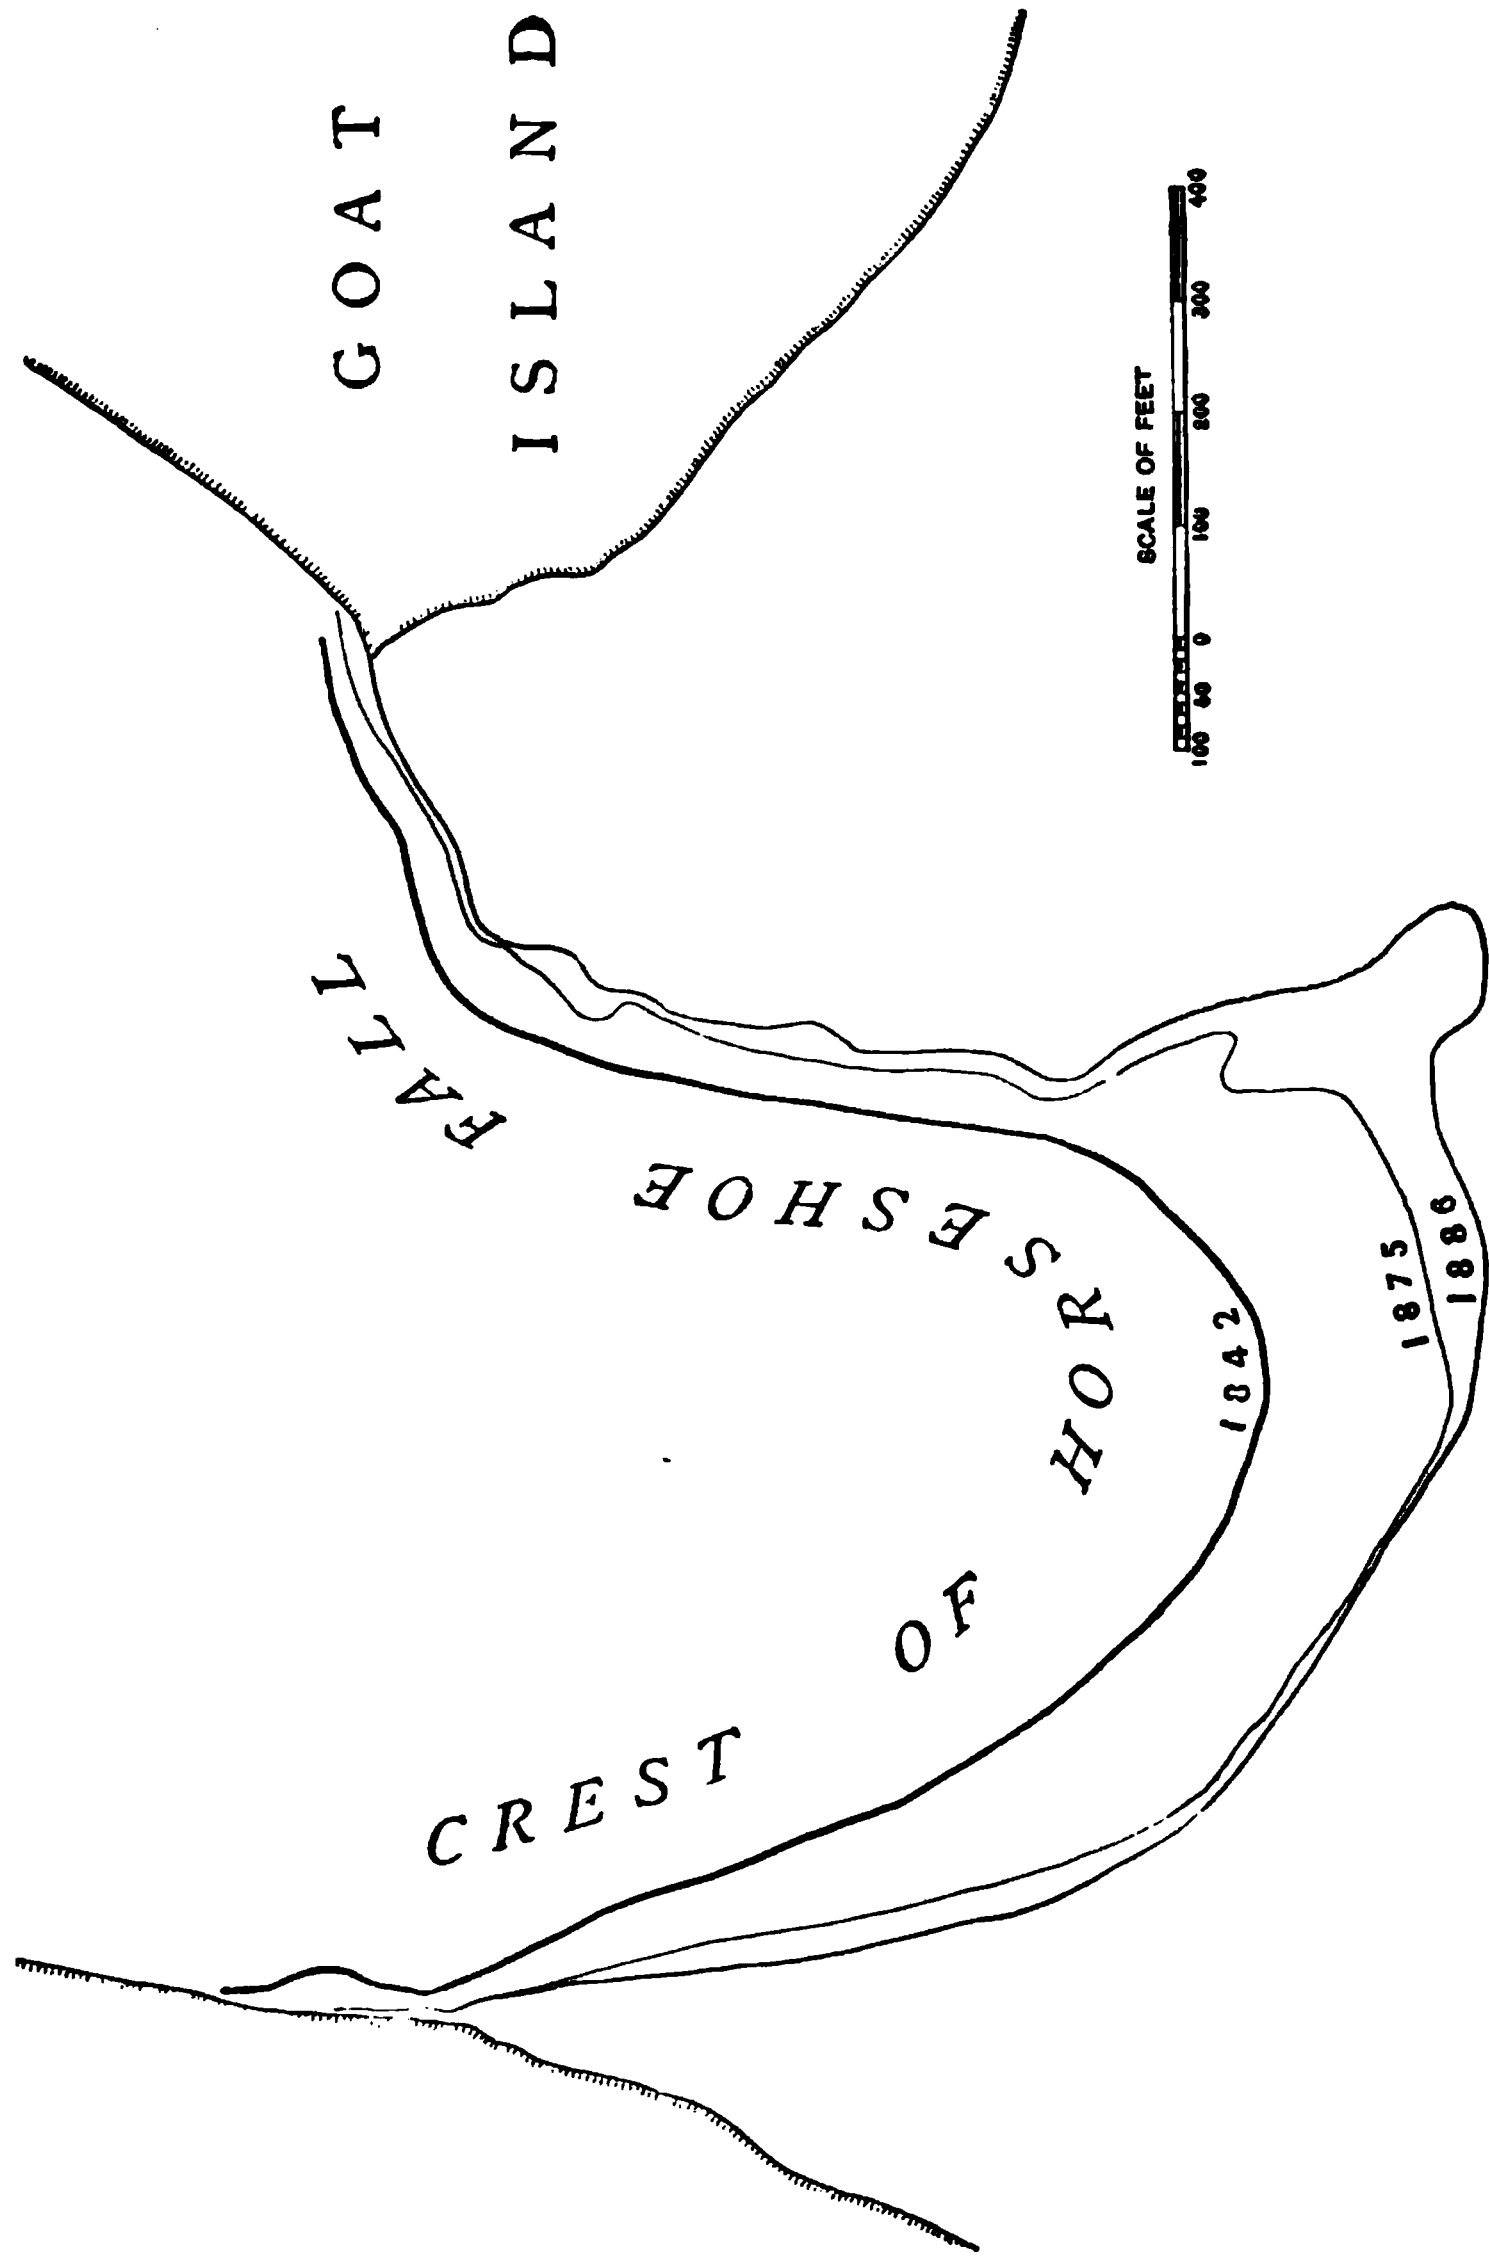 GOAT
ISLAND
CREST OF HORSESHOE FALL
1842
1875
1886
SCALE OF FEET
100 50 0 100 200 300 400